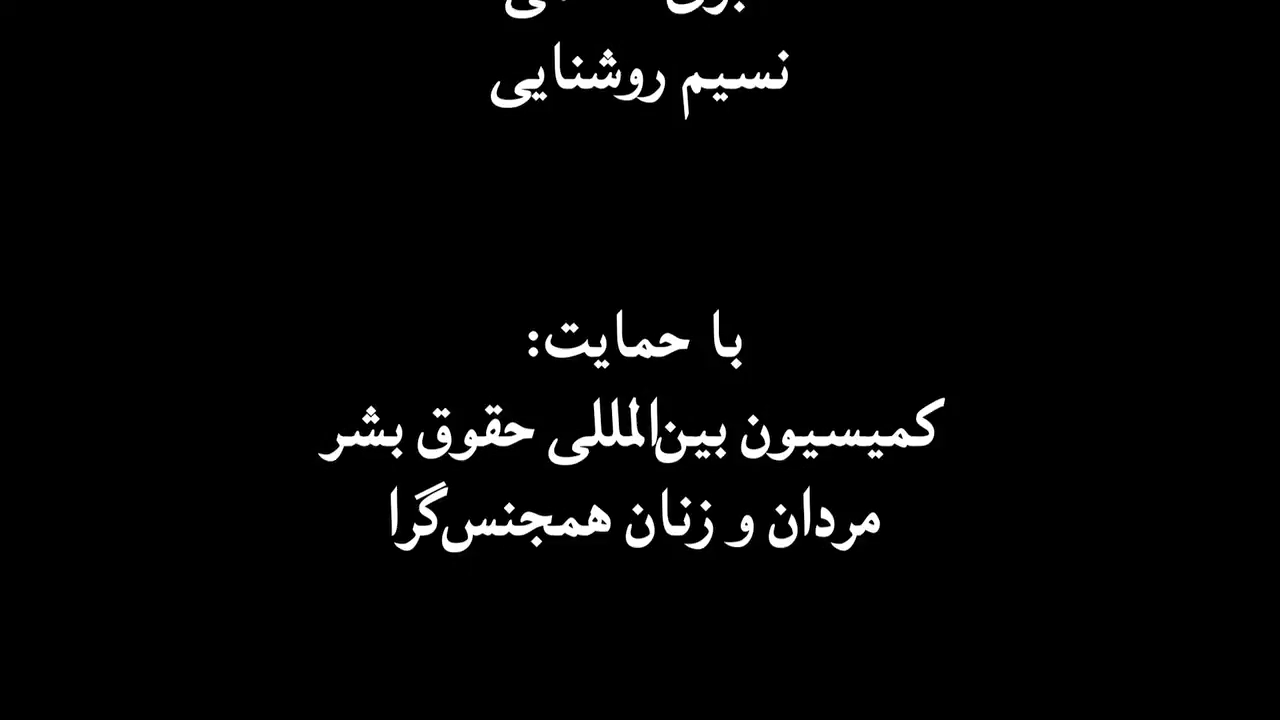 نسیم روشنایی
با حمایت:
کمیسیون بین‌المللی حقوق بشر
مردان و زنان همجنس‌گرا